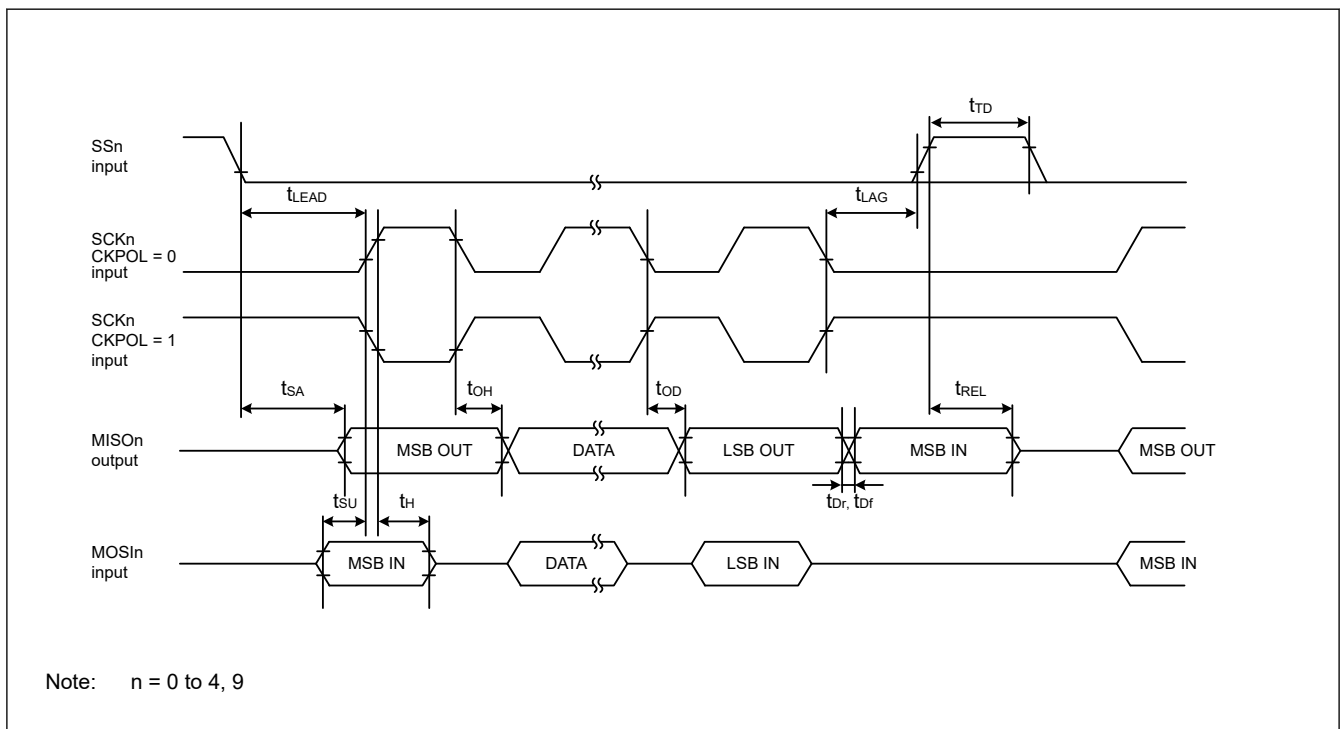 tTD
SSn
input
tLEAD
tLAG
SCKn
CKPOL = 0
input
SCKn
CKPOL = 1
input
tSA
tOH
tOD
tREL
MISOn
output
MSB OUT
DATA
LSB OUT
MSB IN
MSB OUT
tSU
tH
tDr, tDf
MOSIn
input
MSB IN
DATA
LSB IN
MSB IN
Note: n = 0 to 4, 9